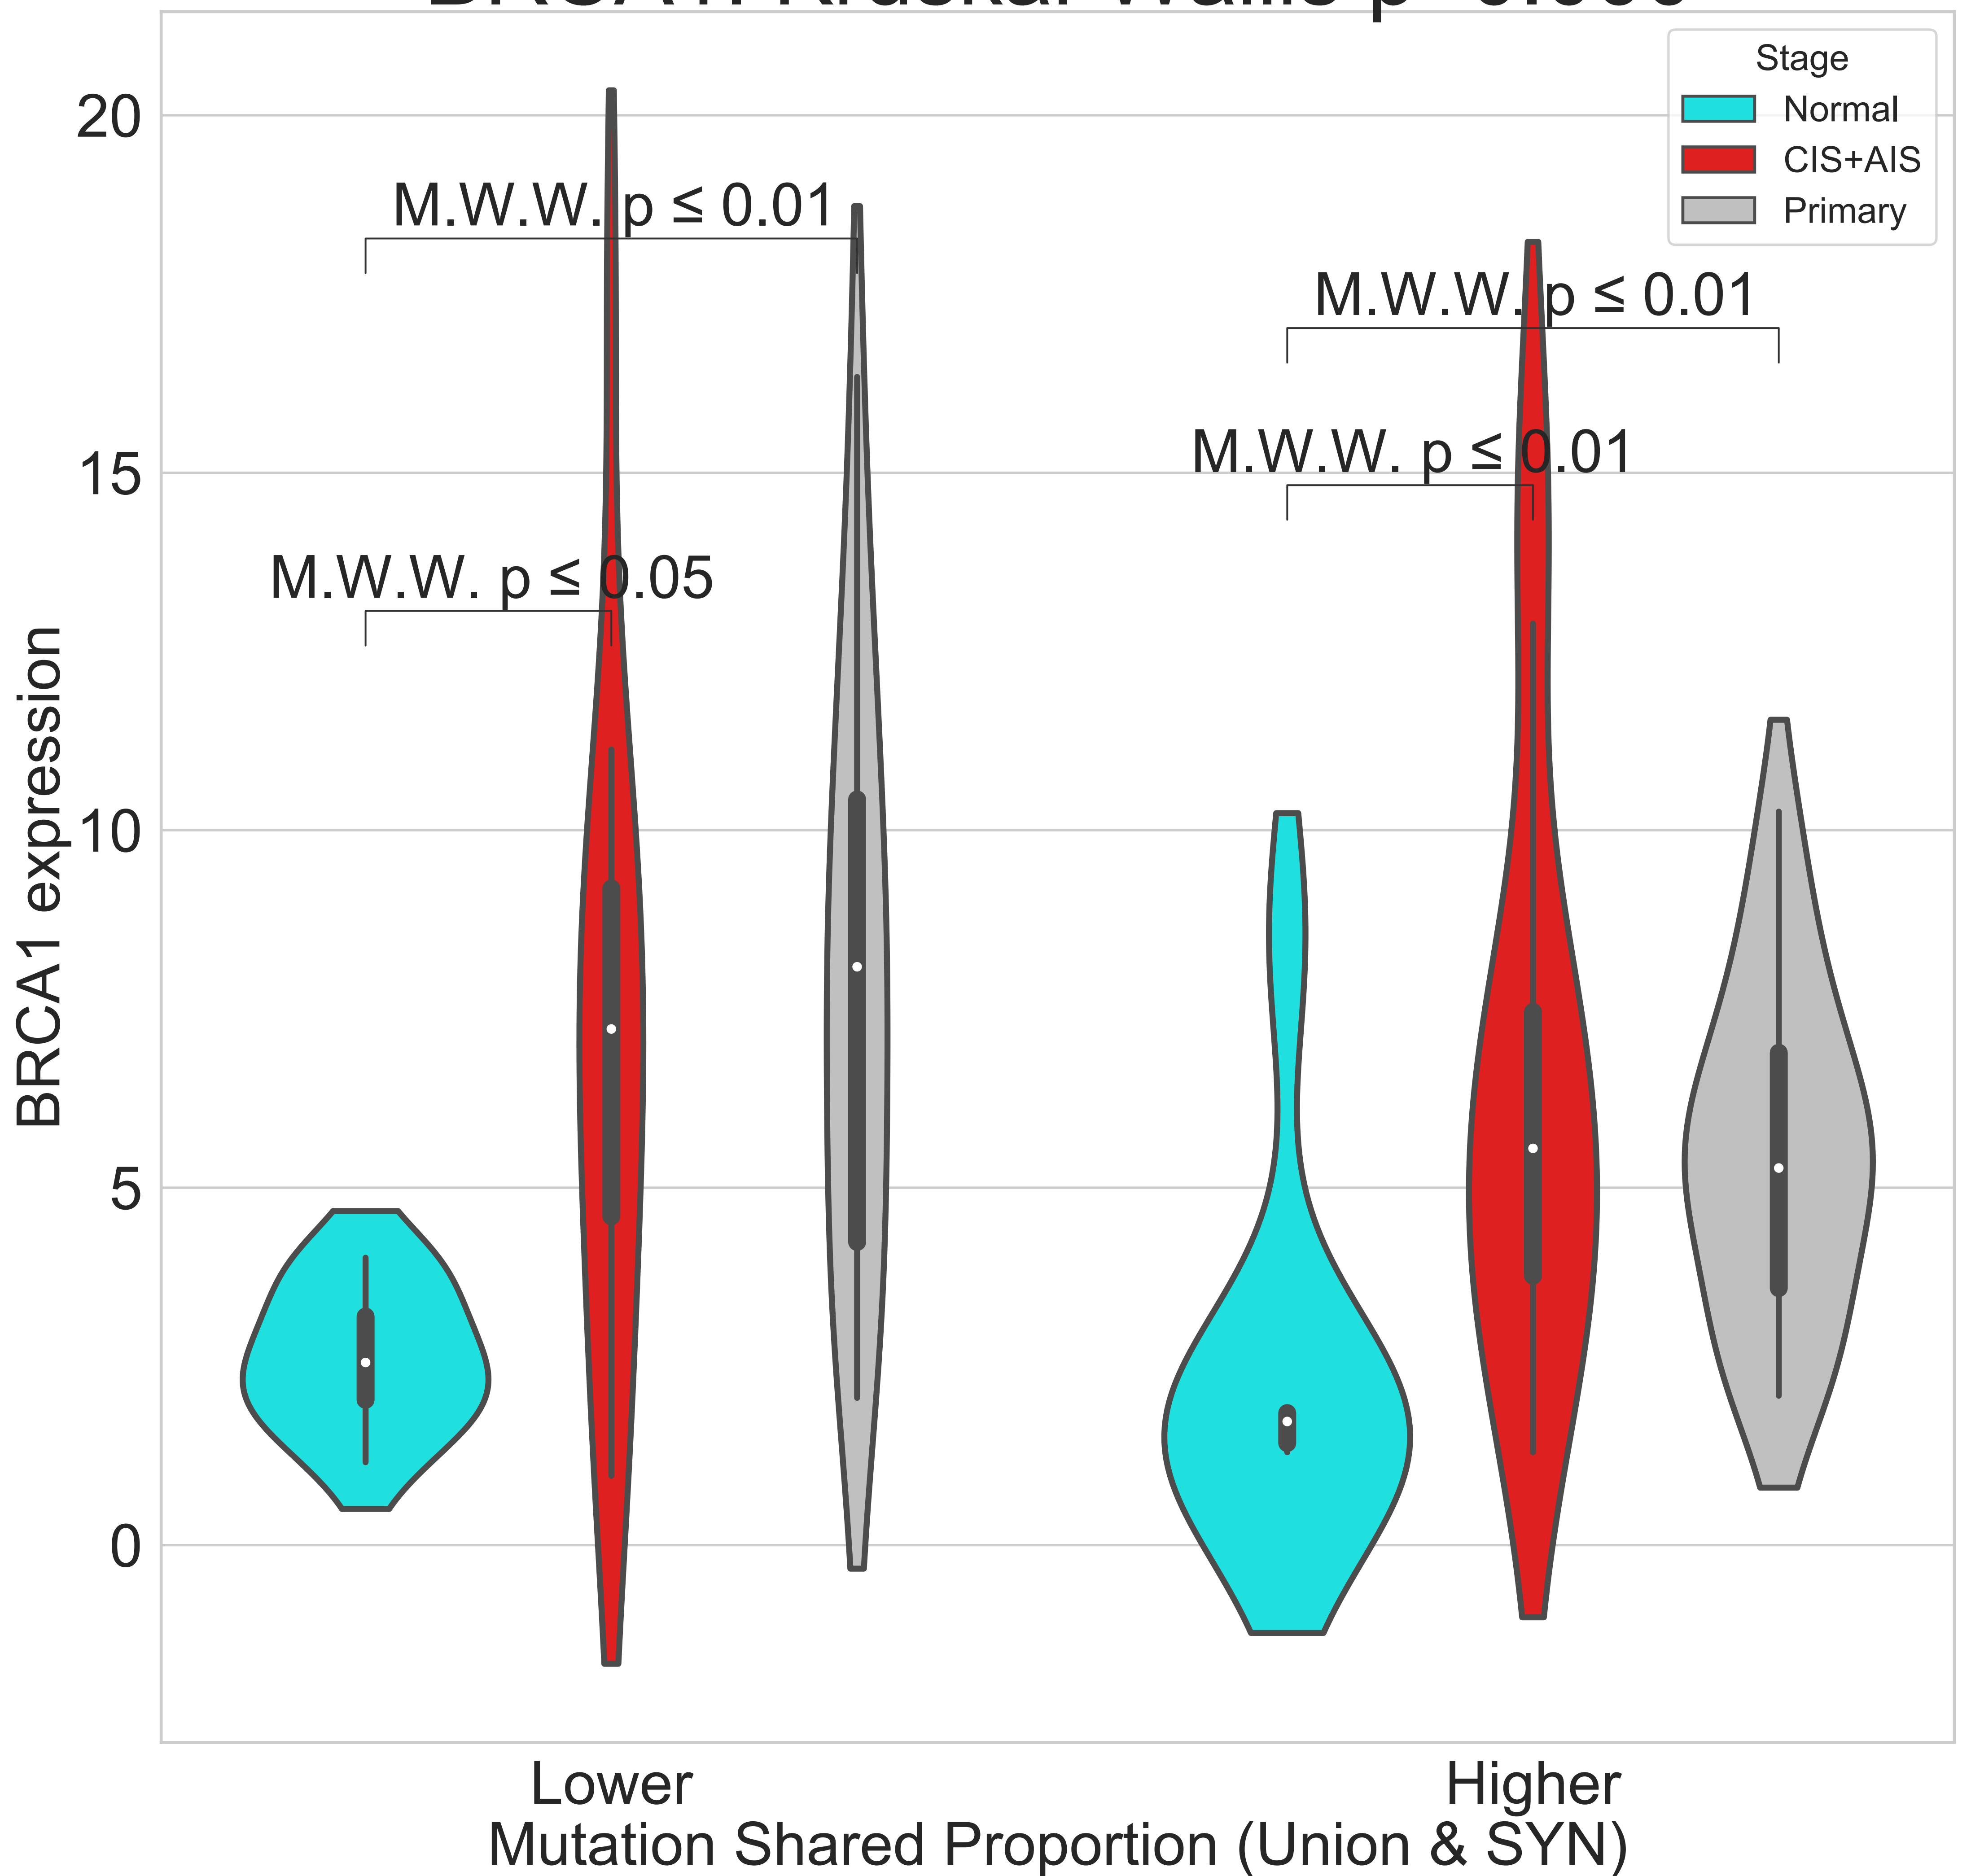 Stage
Normal
CIS+AIS
Primary
20
15
10
5
0
BRCA1 expression
M.W.W. p ≤ 0.01
M.W.W. p ≤ 0.01
M.W.W. p ≤ 0.01
M.W.W. p ≤ 0.05
Lower
Higher
Mutation Shared Proportion (Union & SYN)